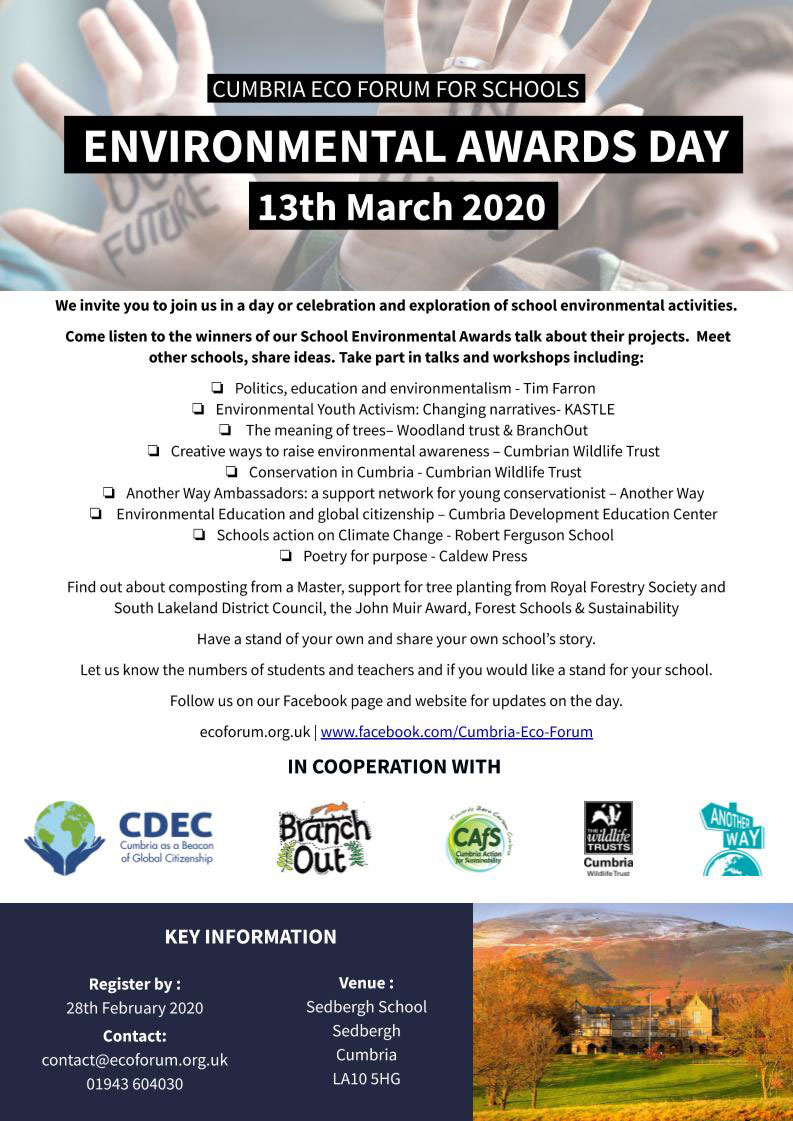 CUMBRIA ECO FORUM FOR SCHOOLS
ENVIRONMENTAL AWARDS DAY
13th March 2020
OUR
FUTURE
IN
We invite you to join us in a day or celebration and exploration of school environmental activities.
Come listen to the winners of our School Environmental Awards talk about their projects.  Meet
other schools, share ideas. Take part in talks and workshops including:
❏ Politics, education and environmentalism - Tim Farron
❏ Environmental Youth Activism: Changing narratives- KASTLE
❏ The meaning of trees– Woodland trust & BranchOut
❏ Creative ways to raise environmental awareness – Cumbrian Wildlife Trust
❏ Conservation in Cumbria - Cumbrian Wildlife Trust
❏ Another Way Ambassadors: a support network for young conservationist – Another Way
❏ Environmental Education and global citizenship – Cumbria Development Education Center
❏ Schools action on Climate Change - Robert Ferguson School
❏ Poetry for purpose - Caldew Press
Find out about composting from a Master, support for tree planting from Royal Forestry Society and
South Lakeland District Council, the John Muir Award, Forest Schools & Sustainability
Have a stand of your own and share your own school’s story.
Let us know the numbers of students and teachers and if you would like a stand for your school.
Follow us on our Facebook page and website for updates on the day.
ecoforum.org.uk | www.facebook.com/Cumbria-Eco-Forum
IN COOPERATION WITH
CDEC
Cumbria as a Beacon
of Global Citizenship
Branch
Out
Towards Zero Carbon Cumbria
CAfS
Cumbria Action
for Sustainability
THE
wildlife
TRUSTS
Cumbria
Wildlife Trust
ANOTHER
WAY
KEY INFORMATION
Register by :
28th February 2020
Contact:
contact@ecoforum.org.uk
01943 604030
Venue :
Sedbergh School
Sedbergh
Cumbria
LA10 5HG